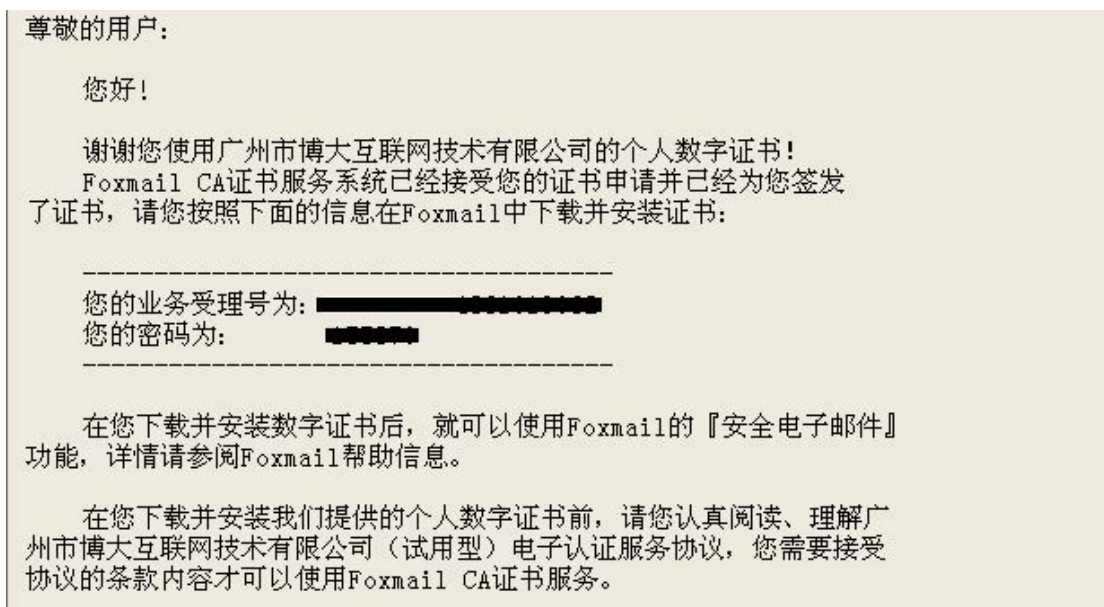 尊敬的用户:
您好!
谢谢您使用广州市博大互联网技术有限公司的个人数字证书!
Foxmail CA证书服务系统已经接受您的证书申请并已经为您签发
了证书，请您按照下面的信息在Foxmail中下载并安装证书:
-------------------------------------
您的业务受理号为:
您的密码为:
-------------------------------------
在您下载并安装数字证书后，就可以使用Foxmail的『安全电子邮件』
功能，详情请参阅Foxmail帮助信息。
在您下载并安装我们提供的个人数字证书前，请您认真阅读、理解广
州市博大互联网技术有限公司（试用型）电子认证服务协议，您需要接受
协议的条款内容才可以使用Foxmail CA证书服务。